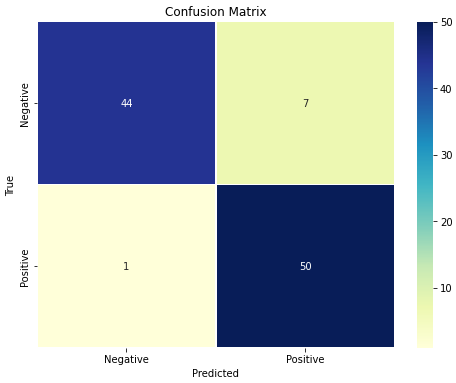 Confusion Matrix
50
Negative
44
7
40
30
True
20
Positive
1
50
10
Negative
Positive
Predicted